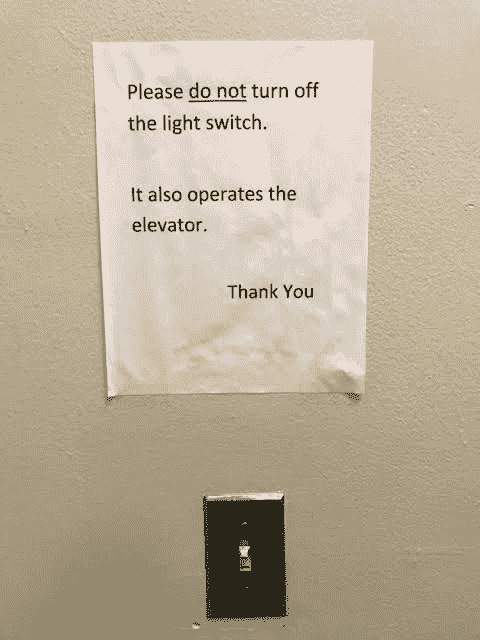 Please do not turn off
the light switch.
It also operates the
elevator.
Thank You